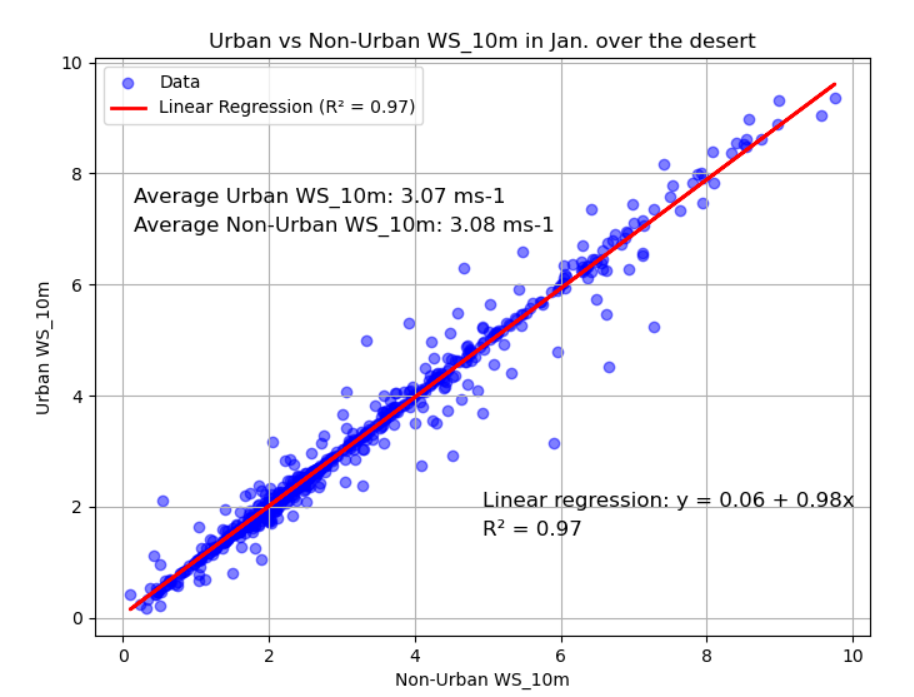 Urban vs Non-Urban WS_10m in Jan. over the desert
Data
Linear Regression (R² = 0.97)
Average Urban WS_10m: 3.07 ms-1
Average Non-Urban WS_10m: 3.08 ms-1
Linear regression: y = 0.06 + 0.98x
R² = 0.97
Urban WS_10m
10
8
6
4
2
0
0 2 4 6 8 10
Non-Urban WS_10m